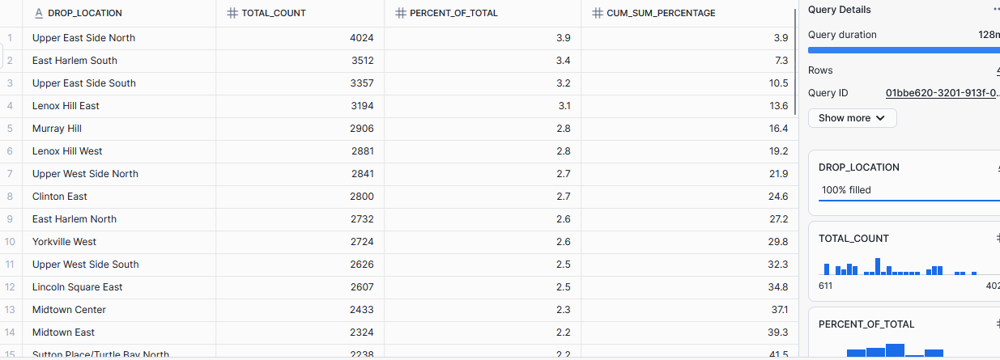 A DROP_LOCATION # TOTAL_COUNT # PERCENT_OF_TOTAL # CUM_SUM_PERCENTAGE
1 Upper East Side North 4024 3.9 3.9
2 East Harlem South 3512 3.4 7.3
3 Upper East Side South 3357 3.2 10.5
4 Lenox Hill East 3194 3.1 13.6
5 Murray Hill 2906 2.8 16.4
6 Lenox Hill West 2881 2.8 19.2
7 Upper West Side North 2841 2.7 21.9
8 Clinton East 2800 2.7 24.6
9 East Harlem North 2732 2.6 27.2
10 Yorkville West 2724 2.6 29.8
11 Upper West Side South 2626 2.5 32.3
12 Lincoln Square East 2607 2.5 34.8
13 Midtown Center 2433 2.3 37.1
14 Midtown East 2324 2.2 39.3
15 Sutton Place/Turtle Bay North 2238 2.2 41.5
Query Details
Query duration 128m
Rows
Query ID 01bbe620-3201-913f-0...
Show more
DROP_LOCATION
100% filled
TOTAL_COUNT
611 402
PERCENT_OF_TOTAL